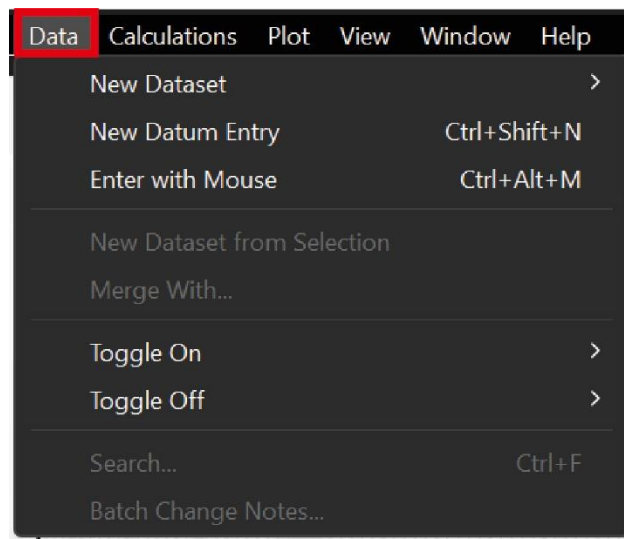 Data Calculations Plot View Window Help
New Dataset >
New Datum Entry Ctrl+Shift+N
Enter with Mouse Ctrl+Alt+M
New Dataset from Selection
Merge With...
Toggle On >
Toggle Off >
Search... Ctrl+F
Batch Change Notes...